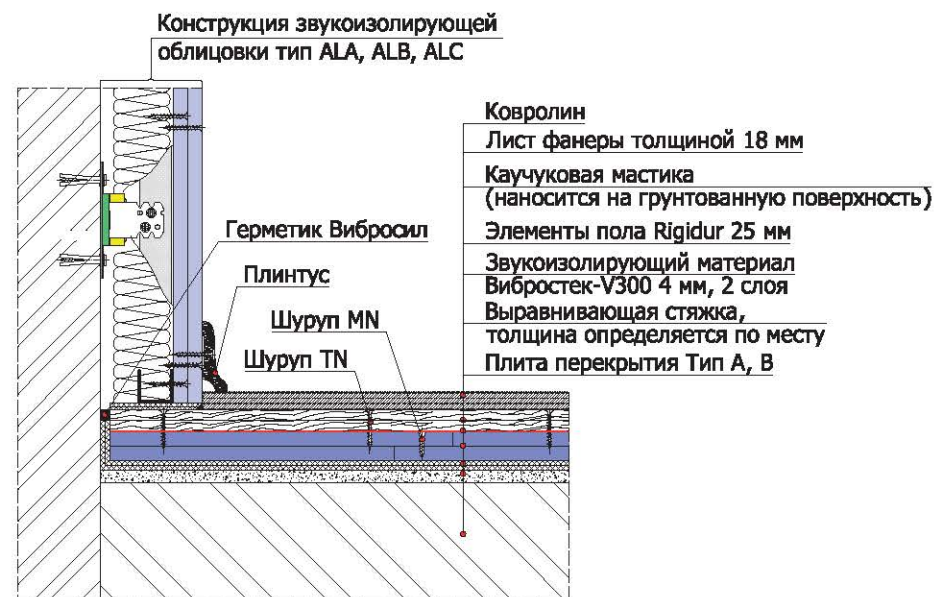 Конструкция звукоизолирующей
облицовки тип ALA, ALB, ALC
Ковролин
Лист фанеры толщиной 18 мм
Каучуковая мастика
(наносится на грунтованную поверхность)
Элементы пола Rigidur 25 мм
Звукоизолирующий материал
Вибростек-V300 4 мм, 2 слоя
Выравнивающая стяжка,
толщина определяется по месту
Плита перекрытия Тип А, В
Герметик Вибросил
Плинтус
Шуруп MN
Шуруп TN